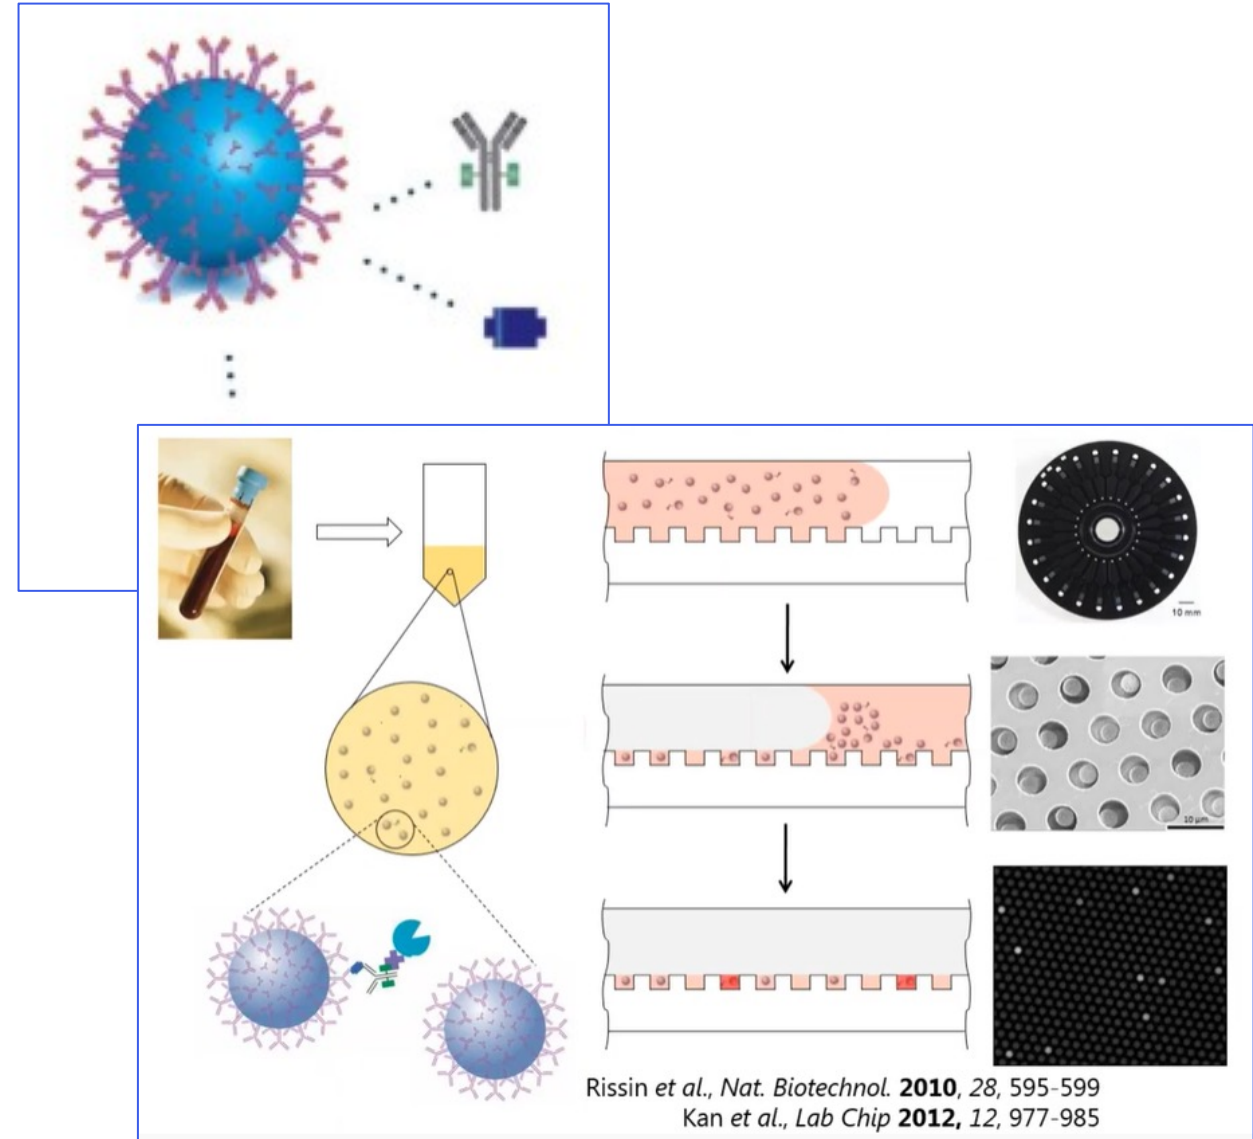 10 mm
10 µm
Rissin et al., Nat. Biotechnol. 2010, 28, 595-599
Kan et al., Lab Chip 2012, 12, 977-985